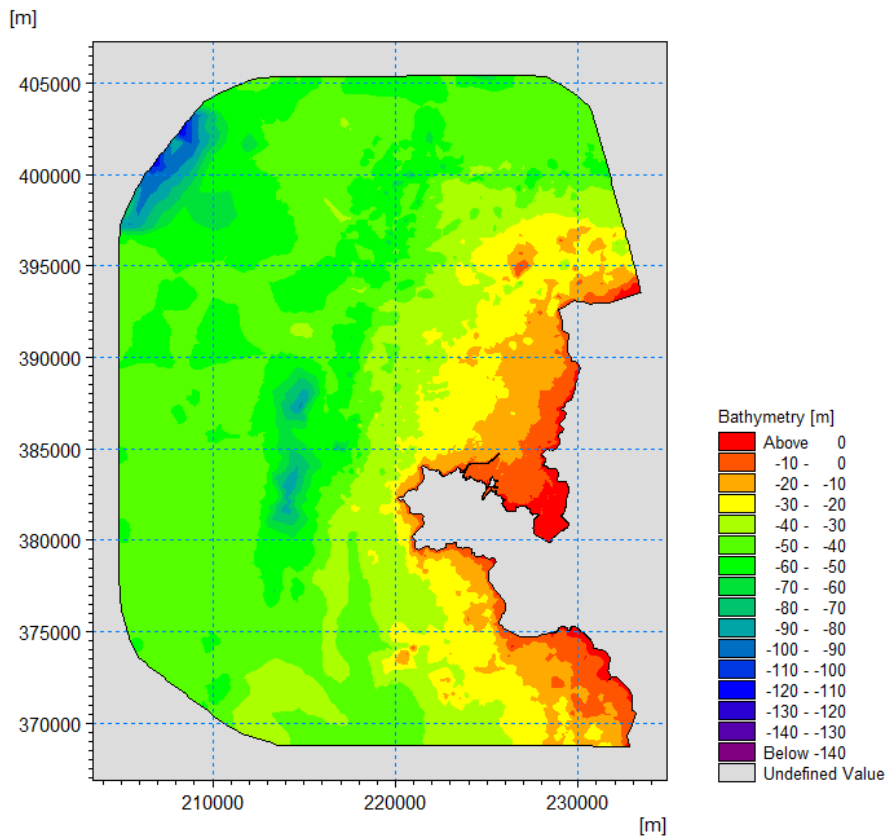 [m]
405000
400000
395000
390000
385000
380000
375000
370000
210000 220000 230000
[m]
Bathymetry [m]
Above 0
-10 - 0
-20 - -10
-30 - -20
-40 - -30
-50 - -40
-60 - -50
-70 - -60
-80 - -70
-90 - -80
-100 - -90
-110 - -100
-120 - -110
-130 - -120
-140 - -130
Below -140
Undefined Value